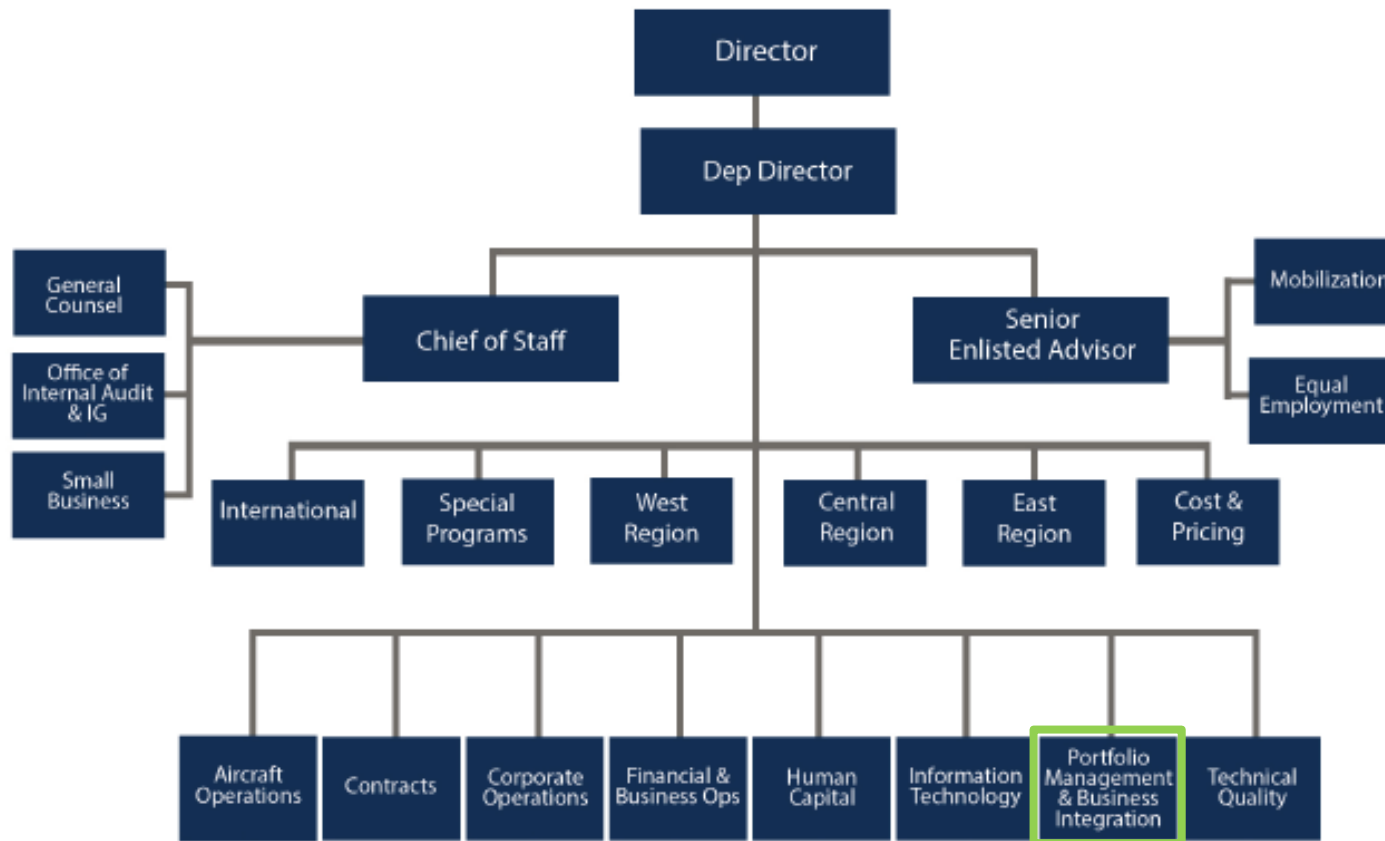 Director
Dep Director
General
Counsel
Office of
Internal Audit
& IG
Small
Business
Chief of Staff
Senior
Enlisted Advisor
Mobilization
Equal
Employment
International
Special
Programs
West
Region
Central
Region
East
Region
Cost &
Pricing
Aircraft
Operations
Contracts
Corporate
Operations
Financial &
Business Ops
Human
Capital
Information
Technology
Portfolio
Management
& Business
Integration
Technical
Quality